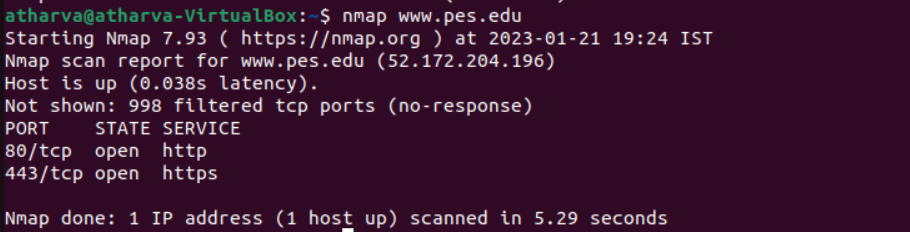 atharva@atharva-VirtualBox:~$ nmap www.pes.edu
Starting Nmap 7.93 ( https://nmap.org ) at 2023-01-21 19:24 IST
Nmap scan report for www.pes.edu (52.172.204.196)
Host is up (0.038s latency).
Not shown: 998 filtered tcp ports (no-response)
PORT    STATE SERVICE
80/tcp  open  http
443/tcp open  https
Nmap done: 1 IP address (1 host up) scanned in 5.29 seconds